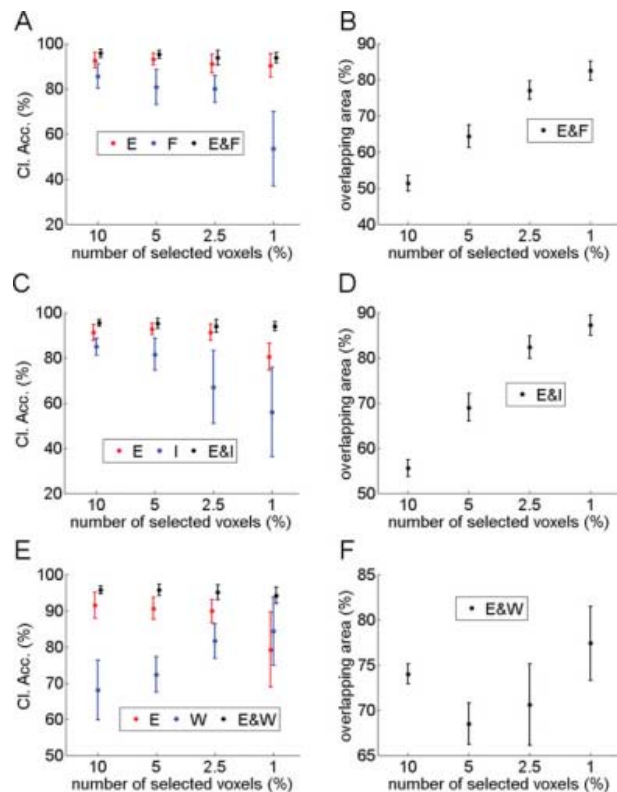 A
Cl. Acc. (%)
100
80
60
40
20
E F E&F
10 5 2.5 1
number of selected voxels (%)
B
overlapping area (%)
90
80
70
60
50
40
E&F
10 5 2.5 1
number of selected voxels (%)
C
Cl. Acc. (%)
100
80
60
40
20
E I E&I
10 5 2.5 1
number of selected voxels (%)
D
overlapping area (%)
90
80
70
60
50
E&I
10 5 2.5 1
number of selected voxels (%)
E
Cl. Acc. (%)
100
90
80
70
60
50
E W E&W
10 5 2.5 1
number of selected voxels (%)
F
overlapping area (%)
85
80
75
70
65
E&W
10 5 2.5 1
number of selected voxels (%)